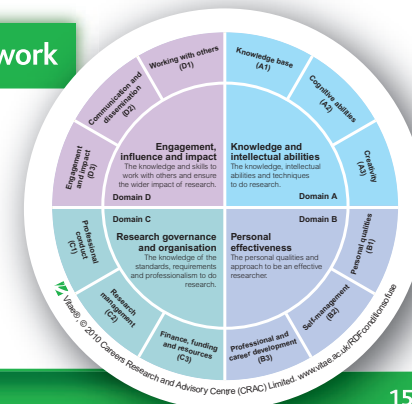 work
Working with others
(D1)
Knowledge base
(A1)
Communication and
dissemination
(D2)
Cognitive abilities
(A2)
Engagement
and impact
(D3)
Creativity
(A3)
Engagement,
influence and impact
The knowledge and skills to
work with others and ensure
the wider impact of research.
Domain D
Knowledge and
intellectual abilities
The knowledge, intellectual
abilities and techniques
to do research.
Domain A
Domain C
Research governance
and organisation
The knowledge of the
standards, requirements
and professionalism to do
research.
Domain B
Personal
effectiveness
The personal qualities and
approach to be an effective
researcher.
Professional
conduct
(C1)
Personal qualities
(B1)
Research
management
(C2)
Self-management
(B2)
Finance, funding
and resources
(C3)
Professional and
career development
(B3)
Vitae®, © 2010 Careers Research and Advisory Centre (CRAC) Limited. www.vitae.ac.uk/RDFconditionsofuse
15